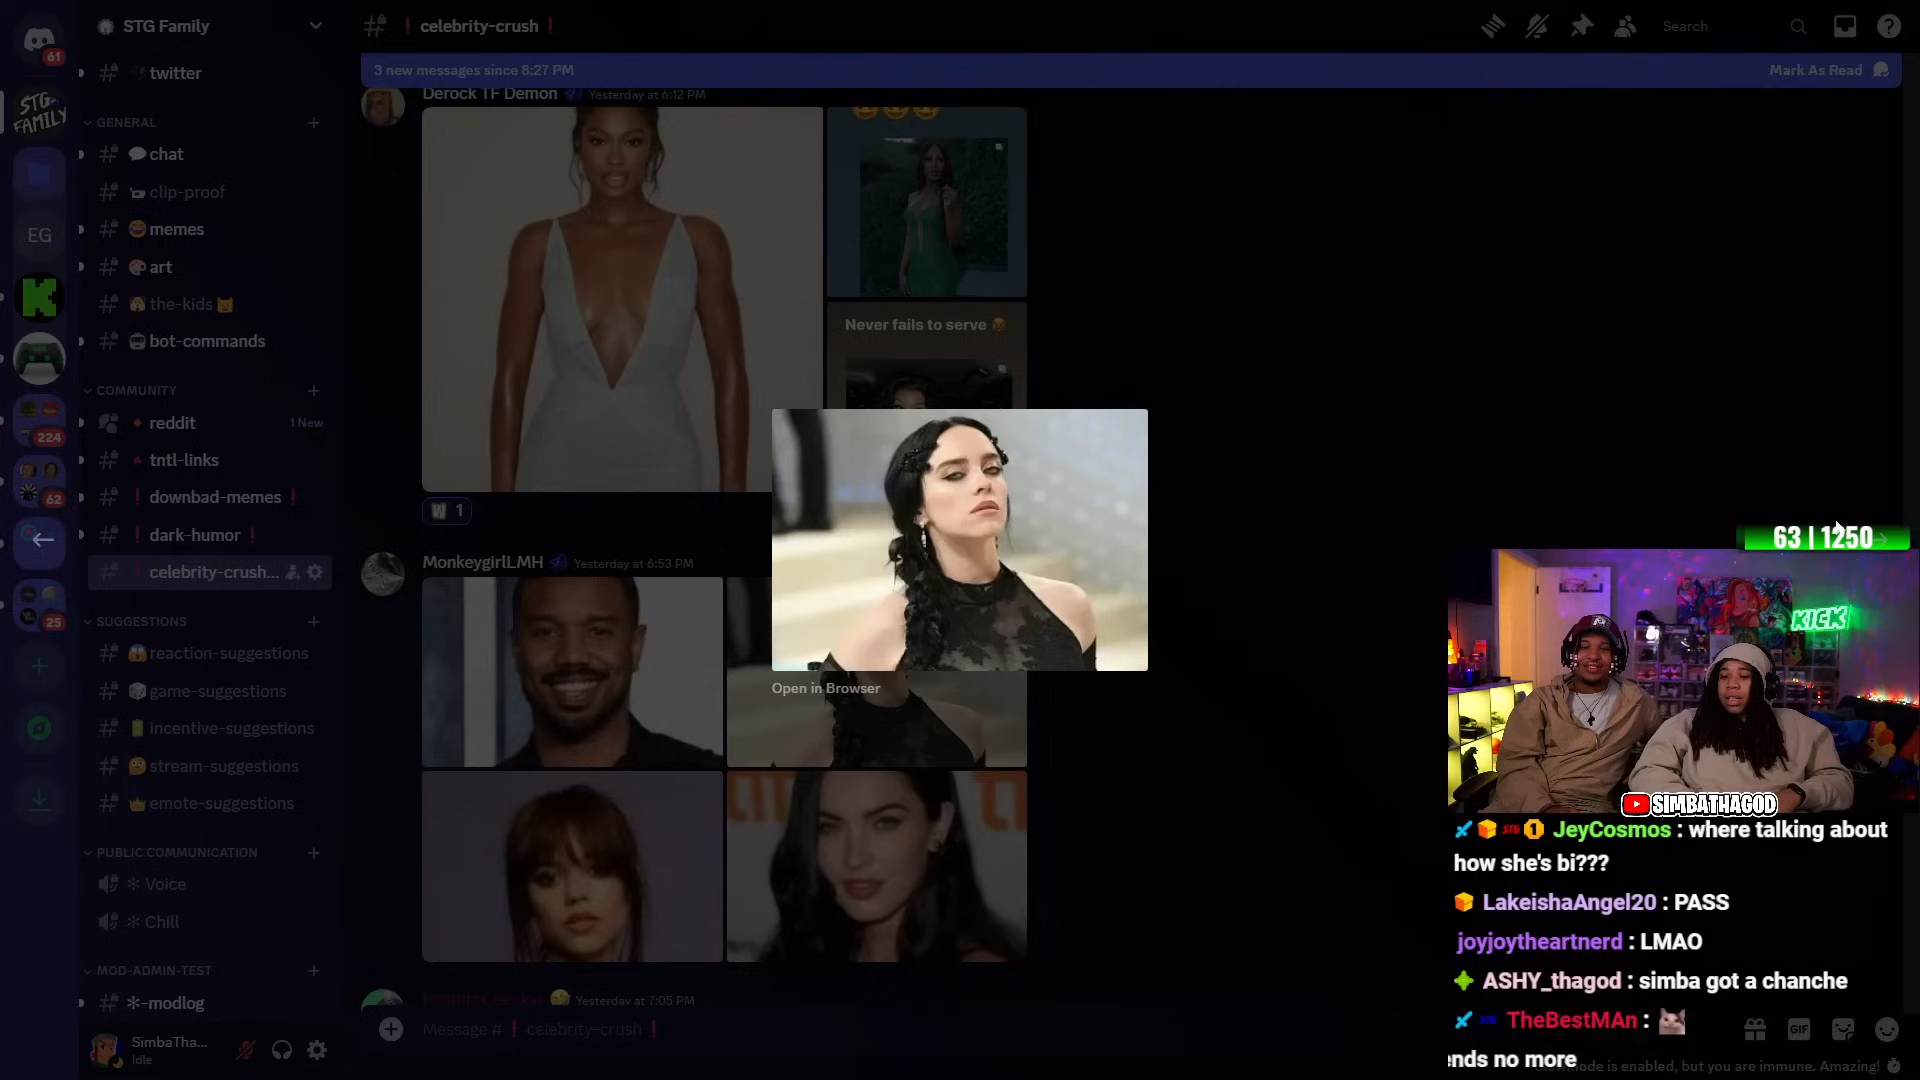 61
STG Family
celebrity-crush
Search
3 new messages since 8:27 PM
Mark As Read
STG
FAMILY
twitter
GENERAL
chat
clip-proof
memes
art
the-kids
bot-commands
EG
COMMUNITY
reddit
1 New
tntl-links
downbad-memes
dark-humor
celebrity-crush...
224
62
25
SUGGESTIONS
reaction-suggestions
game-suggestions
incentive-suggestions
stream-suggestions
emote-suggestions
PUBLIC COMMUNICATION
Voice
Chill
MOD-ADMIN-TEST
-modlog
SimbaTha...
Idle
Derock TF Demon
Yesterday at 6:12 PM
Never fails to serve
W 1
MonkeygirlLMH
Yesterday at 6:53 PM
Open in Browser
Yesterday at 7:05 PM
Message #
celebrity-crush
GIF
63 | 1250
KICK
SIMBATHAGOD
JeyCosmos : where talking about
how she's bi???
LakeishaAngel20 : PASS
joyjoytheartnerd : LMAO
ASHY_thagod : simba got a chanche
TheBestMAn :
ends no more
is enabled, but you are immune. Amazing!